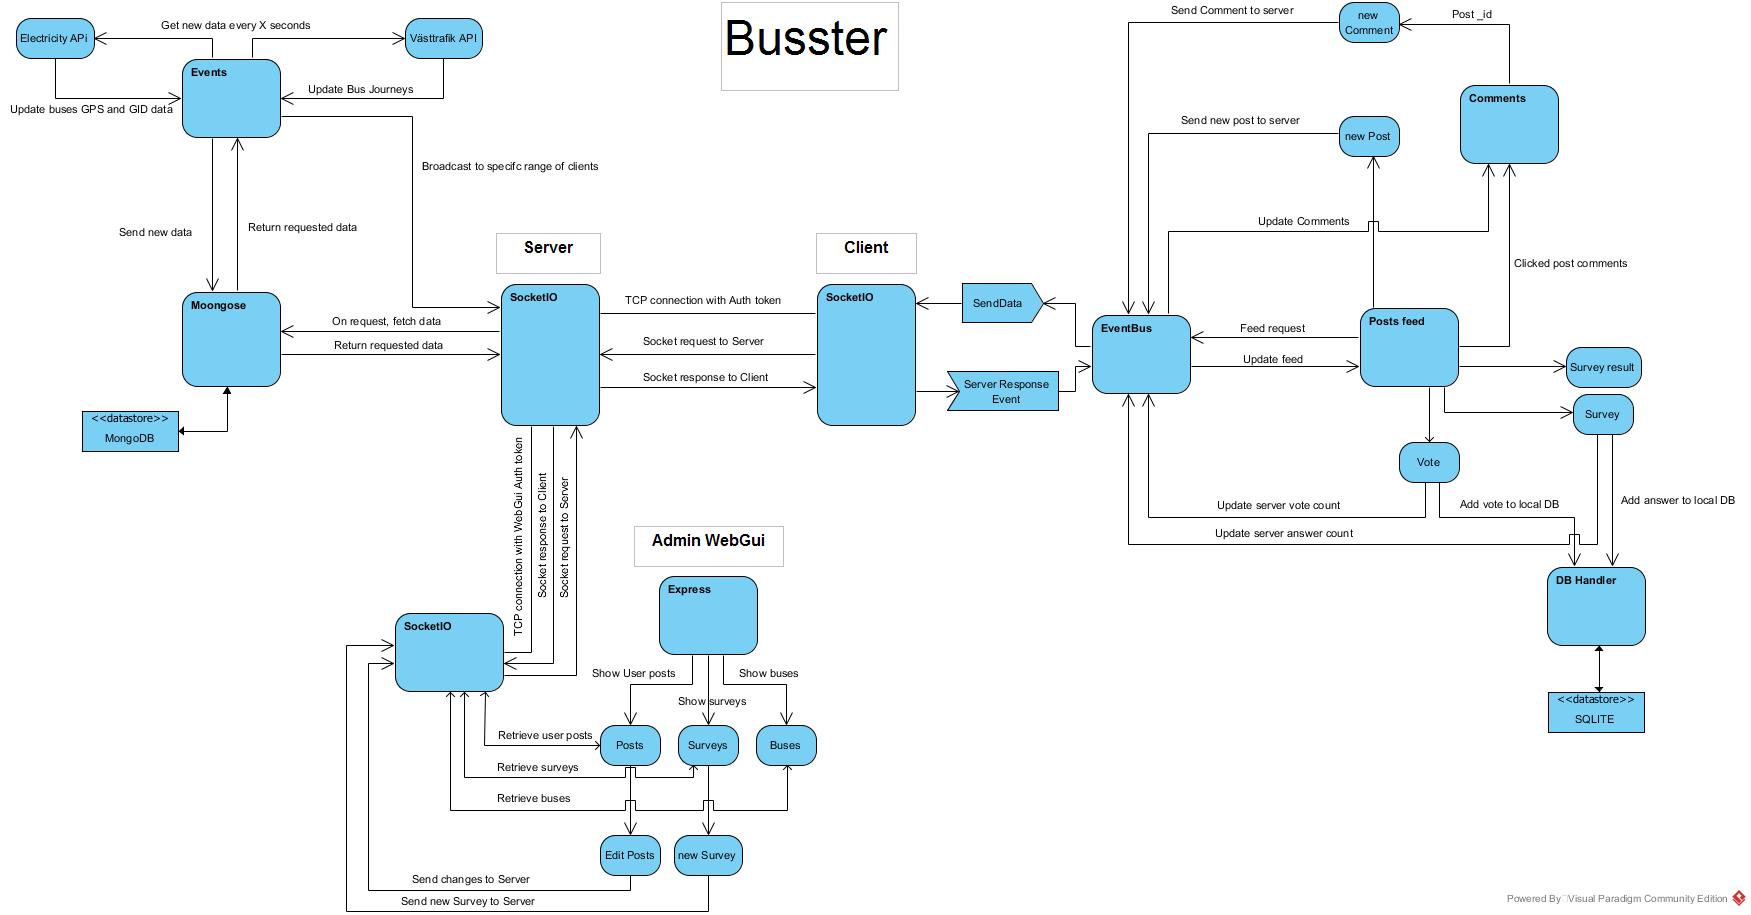 Busster
Get new data every X seconds
Electricity APi
Västtrafik API
Events
Update Bus Journeys
Update buses GPS and GID data
Broadcast to specifc range of clients
Send new data
Return requested data
Moongose
On request, fetch data
Return requested data
<<datastore>>
MongoDB
Server
SocketIO
TCP connection with Auth token
Socket request to Server
Socket response to Client
Client
SocketIO
SendData
Server Response
Event
EventBus
Send Comment to server
new
Comment
Post _id
Comments
Send new post to server
new Post
Update Comments
Clicked post comments
Feed request
Update feed
Posts feed
Survey result
Survey
Vote
Update server vote count
Add vote to local DB
Add answer to local DB
Update server answer count
DB Handler
<<datastore>>
SQLITE
TCP connection with WebGui Auth token
Socket response to Client
Socket request to Server
Admin WebGui
Express
SocketIO
Show User posts
Show surveys
Show buses
Retrieve user posts
Posts
Surveys
Buses
Retrieve surveys
Retrieve buses
Edit Posts
new Survey
Send changes to Server
Send new Survey to Server
Powered By Visual Paradigm Community Edition